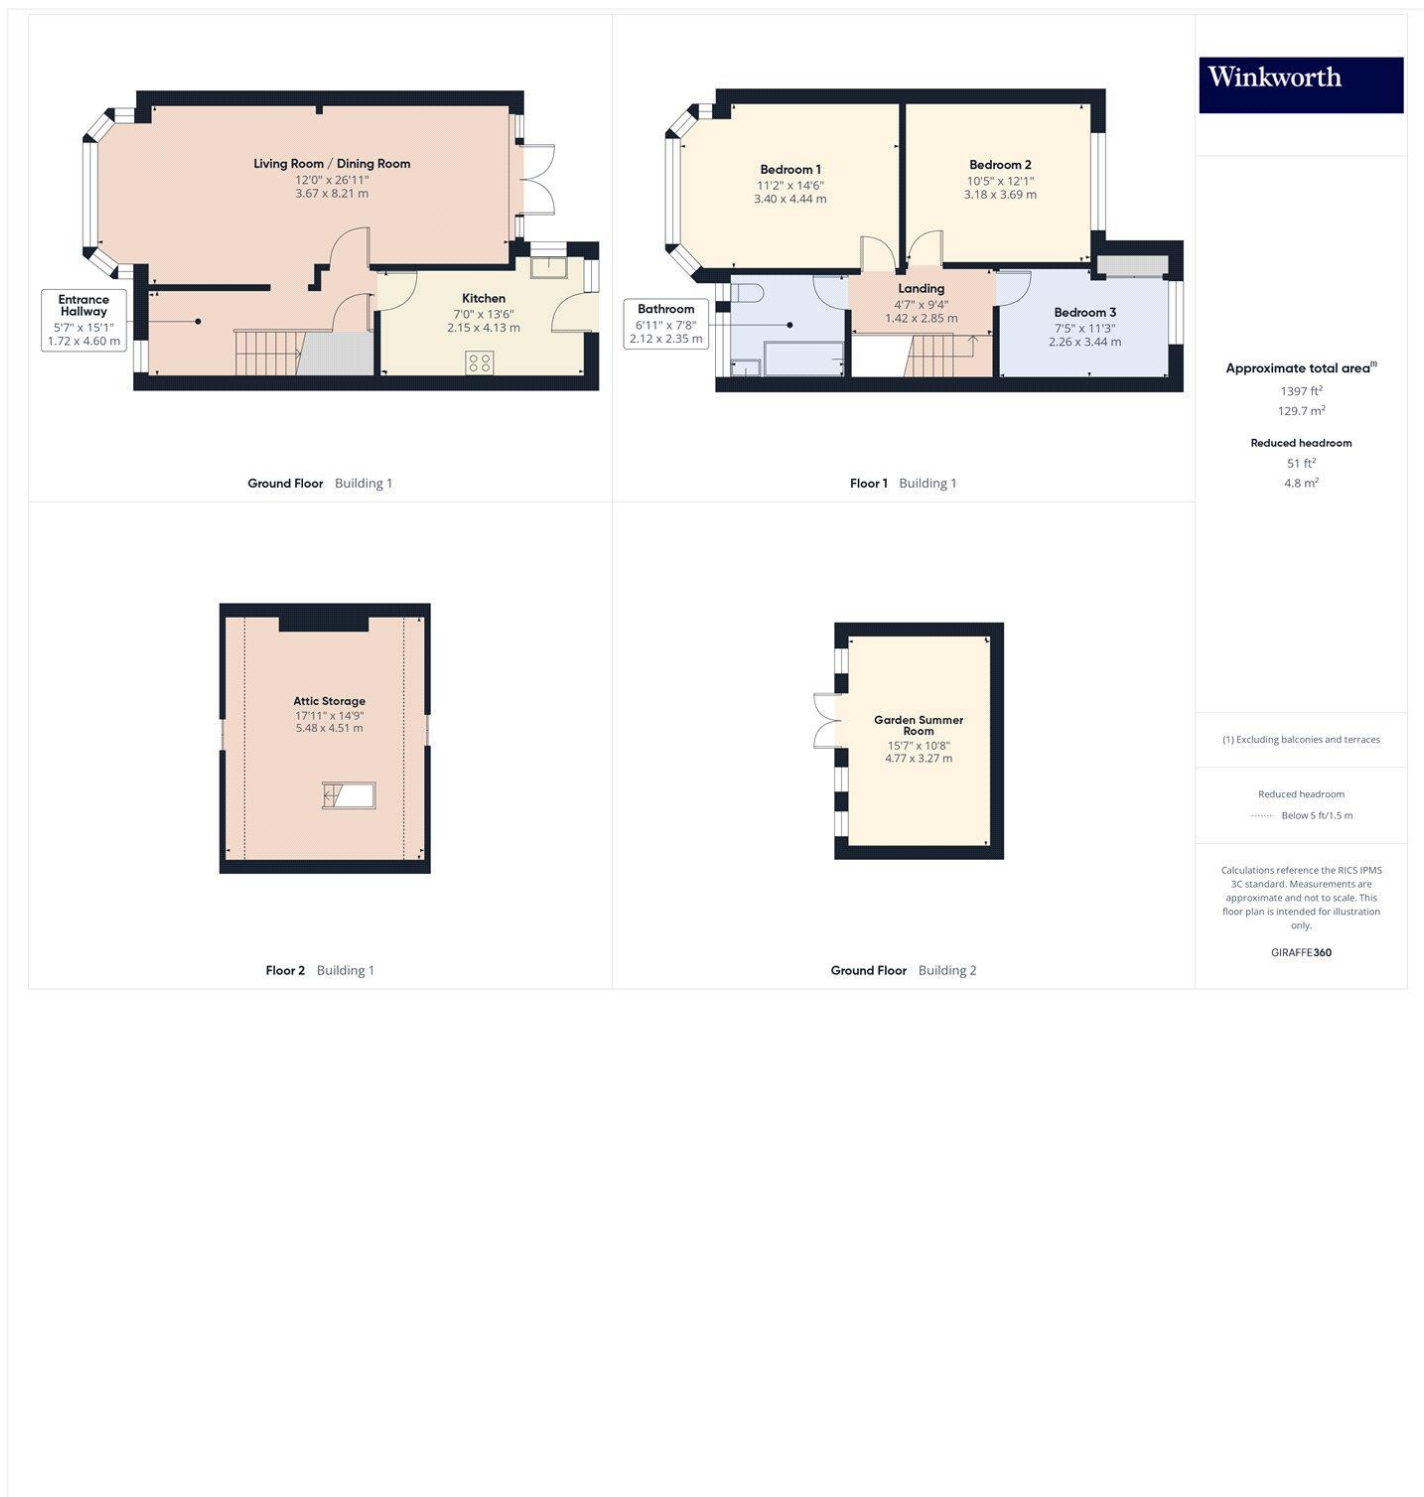 Living Room / Dining Room
12'0" x 26'11"
3.67 x 8.21 m
Entrance
Hallway
5'7" x 15'1"
1.72 x 4.60 m
Kitchen
7'0" x 13'6"
2.15 x 4.13 m
Ground Floor Building 1
Bedroom 1
11'2" x 14'6"
3.40 x 4.44 m
Bedroom 2
10'5" x 12'1"
3.18 x 3.69 m
Bathroom
6'11" x 7'8"
2.12 x 2.35 m
Landing
4'7" x 9'4"
1.42 x 2.85 m
Bedroom 3
7'5" x 11'3"
2.26 x 3.44 m
Floor 1 Building 1
Attic Storage
17'11" x 14'9"
5.48 x 4.51 m
Floor 2 Building 1
Garden Summer
Room
15'7" x 10'8"
4.77 x 3.27 m
Ground Floor Building 2
Winkworth
Approximate total area(1)
1397 ft²
129.7 m²
Reduced headroom
51 ft²
4.8 m²
(1) Excluding balconies and terraces
Reduced headroom
Below 5 ft/1.5 m
Calculations reference the RICS IPMS
3C standard. Measurements are
approximate and not to scale. This
floor plan is intended for illustration
only.
GIRAFFE360